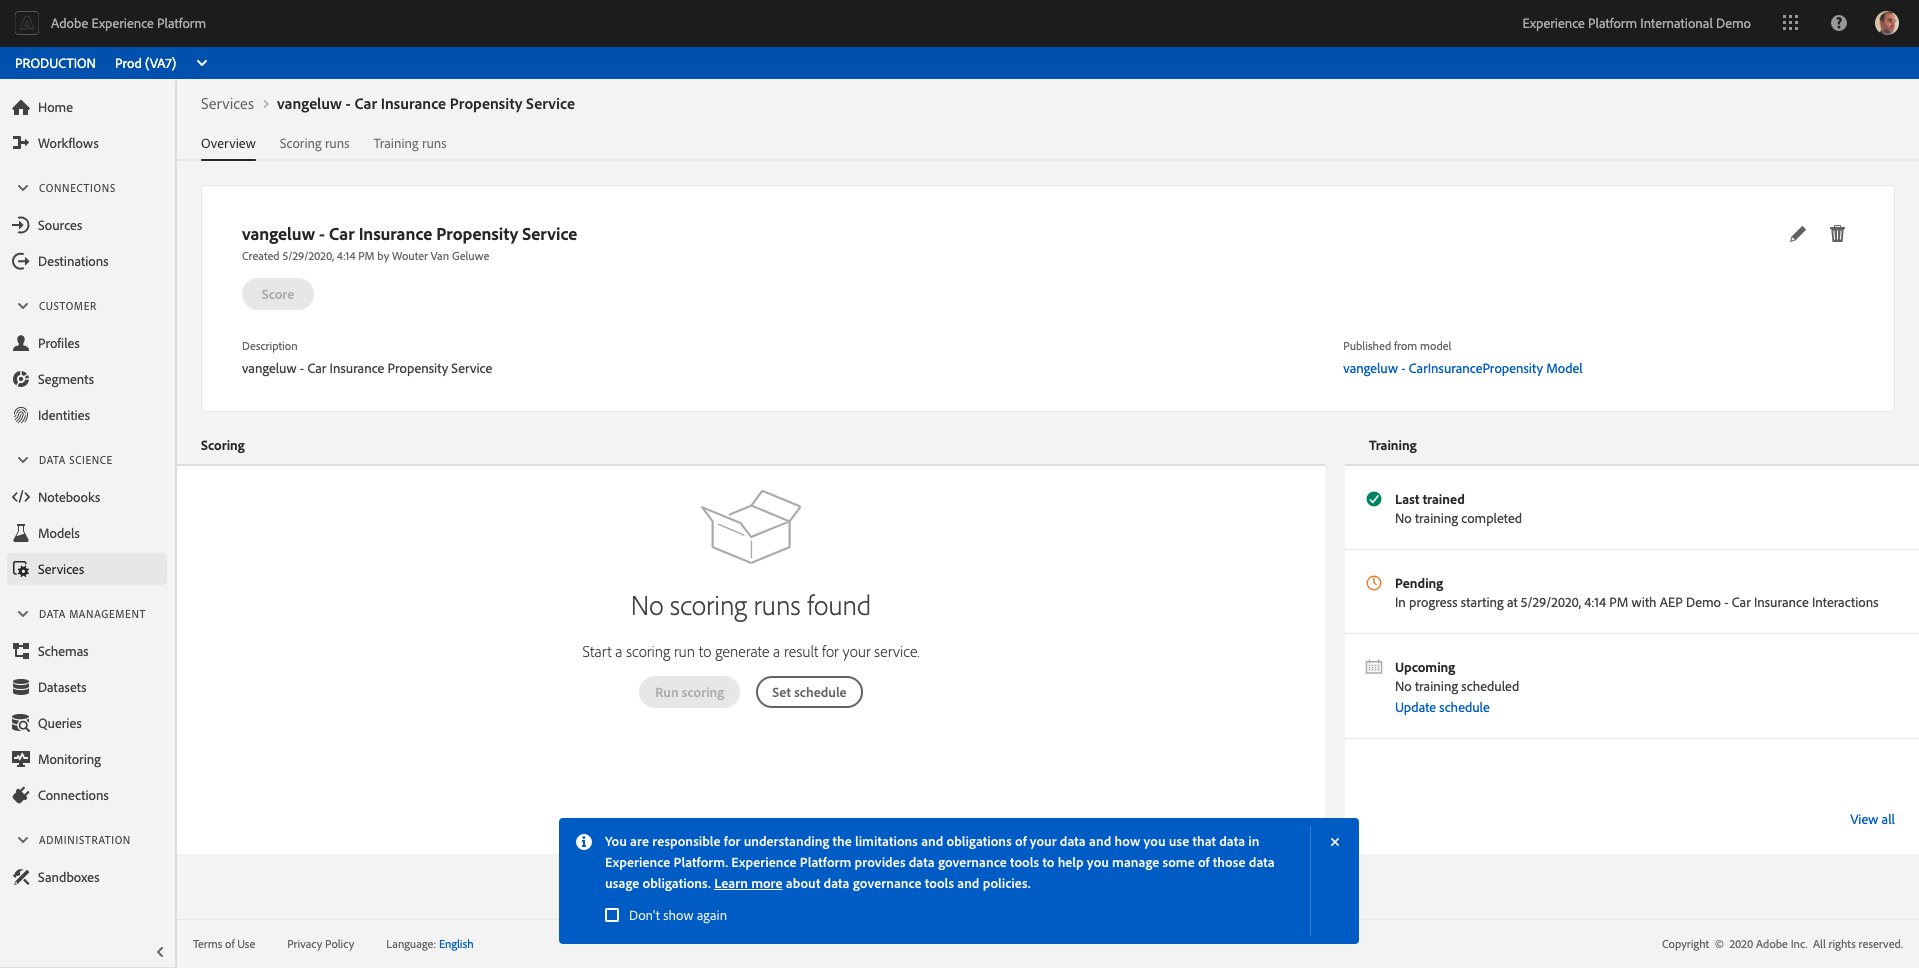 Adobe Experience Platform
Experience Platform International Demo
PRODUCTION Prod (VA7)
Home
Workflows
CONNECTIONS
Sources
Destinations
CUSTOMER
Profiles
Segments
Identities
DATA SCIENCE
Notebooks
Models
Services
DATA MANAGEMENT
Schemas
Datasets
Queries
Monitoring
Connections
ADMINISTRATION
Sandboxes
Services > vangeluw - Car Insurance Propensity Service
Overview Scoring runs Training runs
vangeluw - Car Insurance Propensity Service
Created 5/29/2020, 4:14 PM by Wouter Van Geluwe
Score
Description
vangeluw - Car Insurance Propensity Service
Published from model
vangeluw - CarInsurancePropensity Model
Scoring
No scoring runs found
Start a scoring run to generate a result for your service.
Run scoring Set schedule
Training
Last trained
No training completed
Pending
In progress starting at 5/29/2020, 4:14 PM with AEP Demo - Car Insurance Interactions
Upcoming
No training scheduled
Update schedule
View all
You are responsible for understanding the limitations and obligations of your data and how you use that data in
Experience Platform. Experience Platform provides data governance tools to help you manage some of those data
usage obligations. Learn more about data governance tools and policies.
Don't show again
Terms of Use Privacy Policy Language: English
Copyright © 2020 Adobe Inc. All rights reserved.